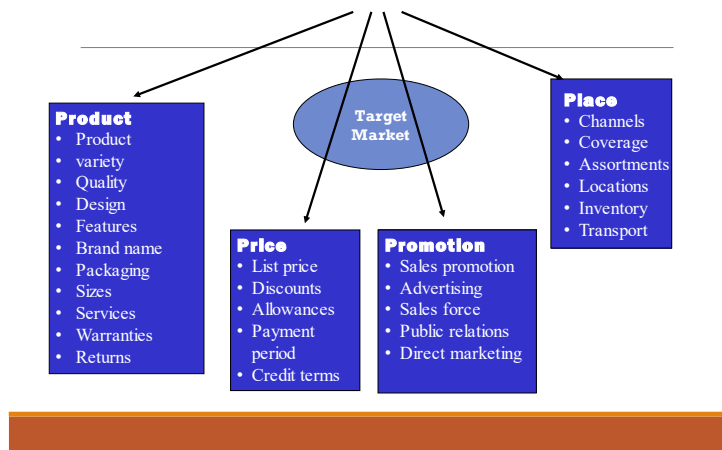 Target
Market
Product
• Product
• variety
• Quality
• Design
• Features
• Brand name
• Packaging
• Sizes
• Services
• Warranties
• Returns
Price
• List price
• Discounts
• Allowances
• Payment
period
• Credit terms
Promotion
• Sales promotion
• Advertising
• Sales force
• Public relations
• Direct marketing
Place
• Channels
• Coverage
• Assortments
• Locations
• Inventory
• Transport